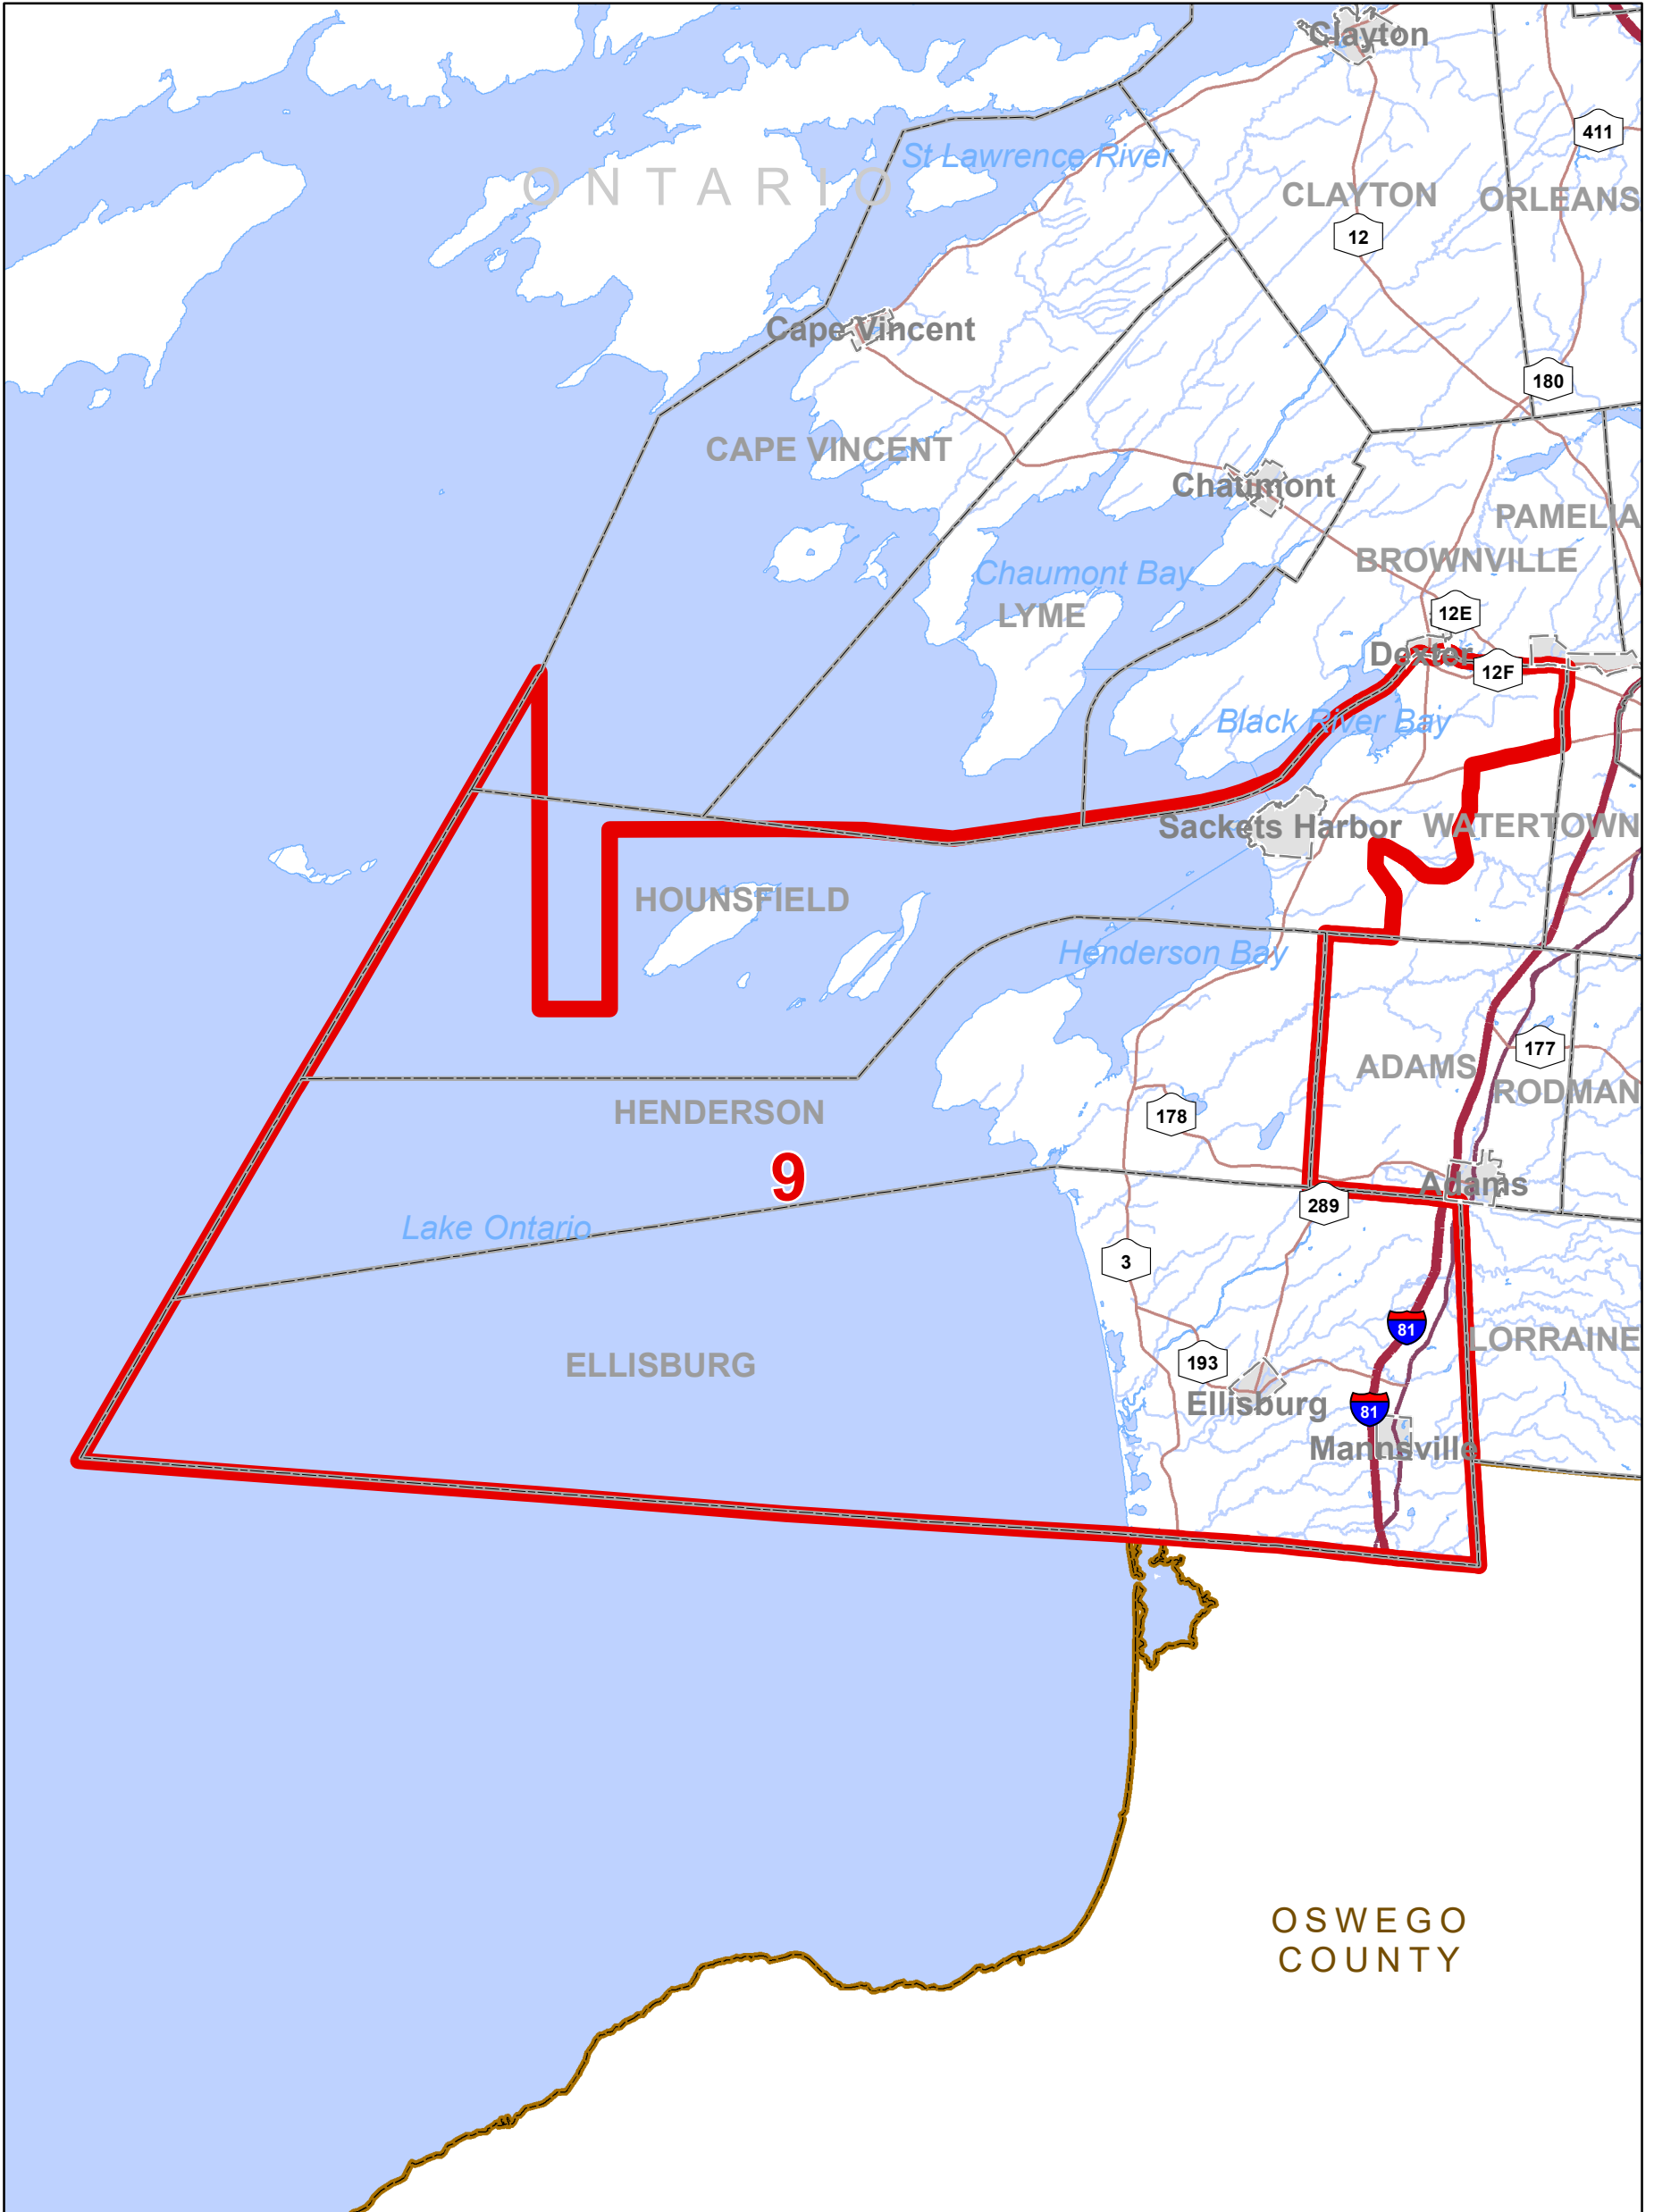 Clayton
411
St Lawrence River
ONTARIO
CLAYTON
ORLEANS
12
Cape Vincent
180
CAPE VINCENT
Chaumont
PAMELIA
BROWNVILLE
Chaumont Bay
LYME
12E
Dexter
12F
Black River Bay
Sackets Harbor
WATERTOWN
HOUNSFIELD
Henderson Bay
177
ADAMS
RODMAN
HENDERSON
178
9
Adams
289
Lake Ontario
3
81
LORRAINE
193
ELLISBURG
Ellisburg
81
Mannsville
OSWEGO
COUNTY